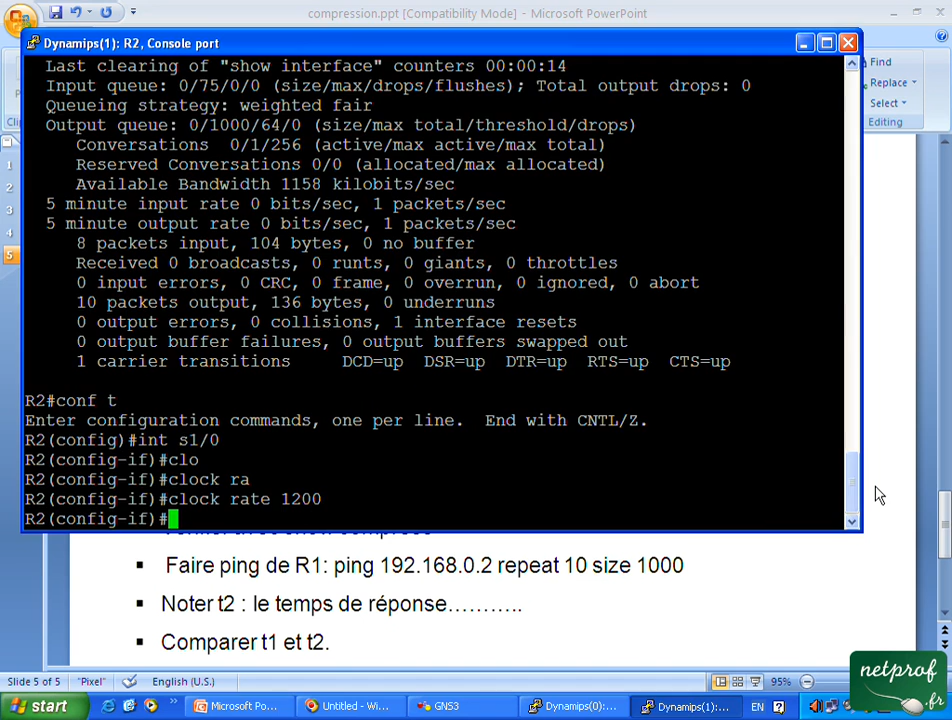 compression.ppt [Compatibility Mode] - Microsoft PowerPoint
Dynamips(1): R2, Console port
Find
Replace
Select
Editing
Last clearing of "show interface" counters 00:00:14
Input queue: 0/75/0/0 (size/max/drops/flushes); Total output drops: 0
Queueing strategy: weighted fair
Output queue: 0/1000/64/0 (size/max total/threshold/drops)
Conversations 0/1/256 (active/max active/max total)
Reserved Conversations 0/0 (allocated/max allocated)
Available Bandwidth 1158 kilobits/sec
5 minute input rate 0 bits/sec, 1 packets/sec
5 minute output rate 0 bits/sec, 1 packets/sec
8 packets input, 104 bytes, 0 no buffer
Received 0 broadcasts, 0 runts, 0 giants, 0 throttles
0 input errors, 0 CRC, 0 frame, 0 overrun, 0 ignored, 0 abort
10 packets output, 136 bytes, 0 underruns
0 output errors, 0 collisions, 1 interface resets
0 output buffer failures, 0 output buffers swapped out
1 carrier transitions DCD=up DSR=up DTR=up RTS=up CTS=up
R2#conf t
Enter configuration commands, one per line. End with CNTL/Z.
R2(config)#int s1/0
R2(config-if)#clo
R2(config-if)#clock ra
R2(config-if)#clock rate 1200
R2(config-if)#
1
2
3
4
5
Faire ping de R1: ping 192.168.0.2 repeat 10 size 1000
Noter t2 : le temps de réponse………..
Comparer t1 et t2.
Slide 5 of 5
"Pixel"
English (U.S.)
95%
netprof
.fr
start
Microsoft Po...
Untitled - Wi...
GNS3
Dynamips(0):...
Dynamips(1):...
EN